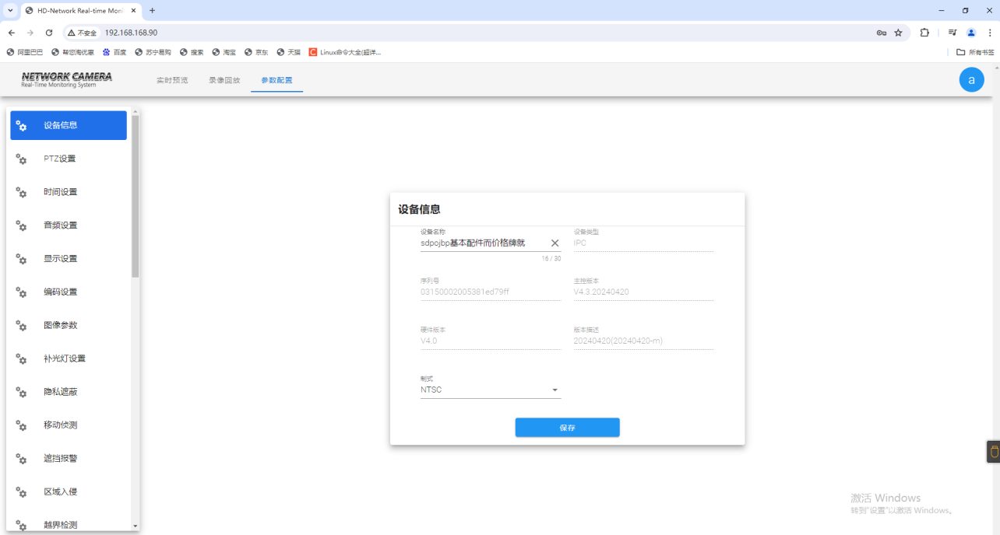 HD-Network Real-time Moni
不安全 192.168.168.90
阿里巴巴 帮您淘优惠 百度 苏宁易购 搜索 淘宝 京东 天猫 Linux命令大全(超详... 所有书签
NETWORK CAMERA
Real-Time Monitoring System
实时预览 录像回放 参数配置
a
设备信息
PTZ设置
时间设置
音频设置
显示设置
编码设置
图像参数
补光灯设置
隐私遮蔽
移动侦测
遮挡报警
区域入侵
越界检测
设备信息
设备名称 设备类型
sdpojbp基本配件而价格牌就 IPC
16 / 30
序列号 主控版本
03150002005381ed79ff V4.3.20240420
硬件版本 版本描述
V4.0 20240420(20240420-m)
制式
NTSC
保存
激活 Windows
转到"设置"以激活 Windows。